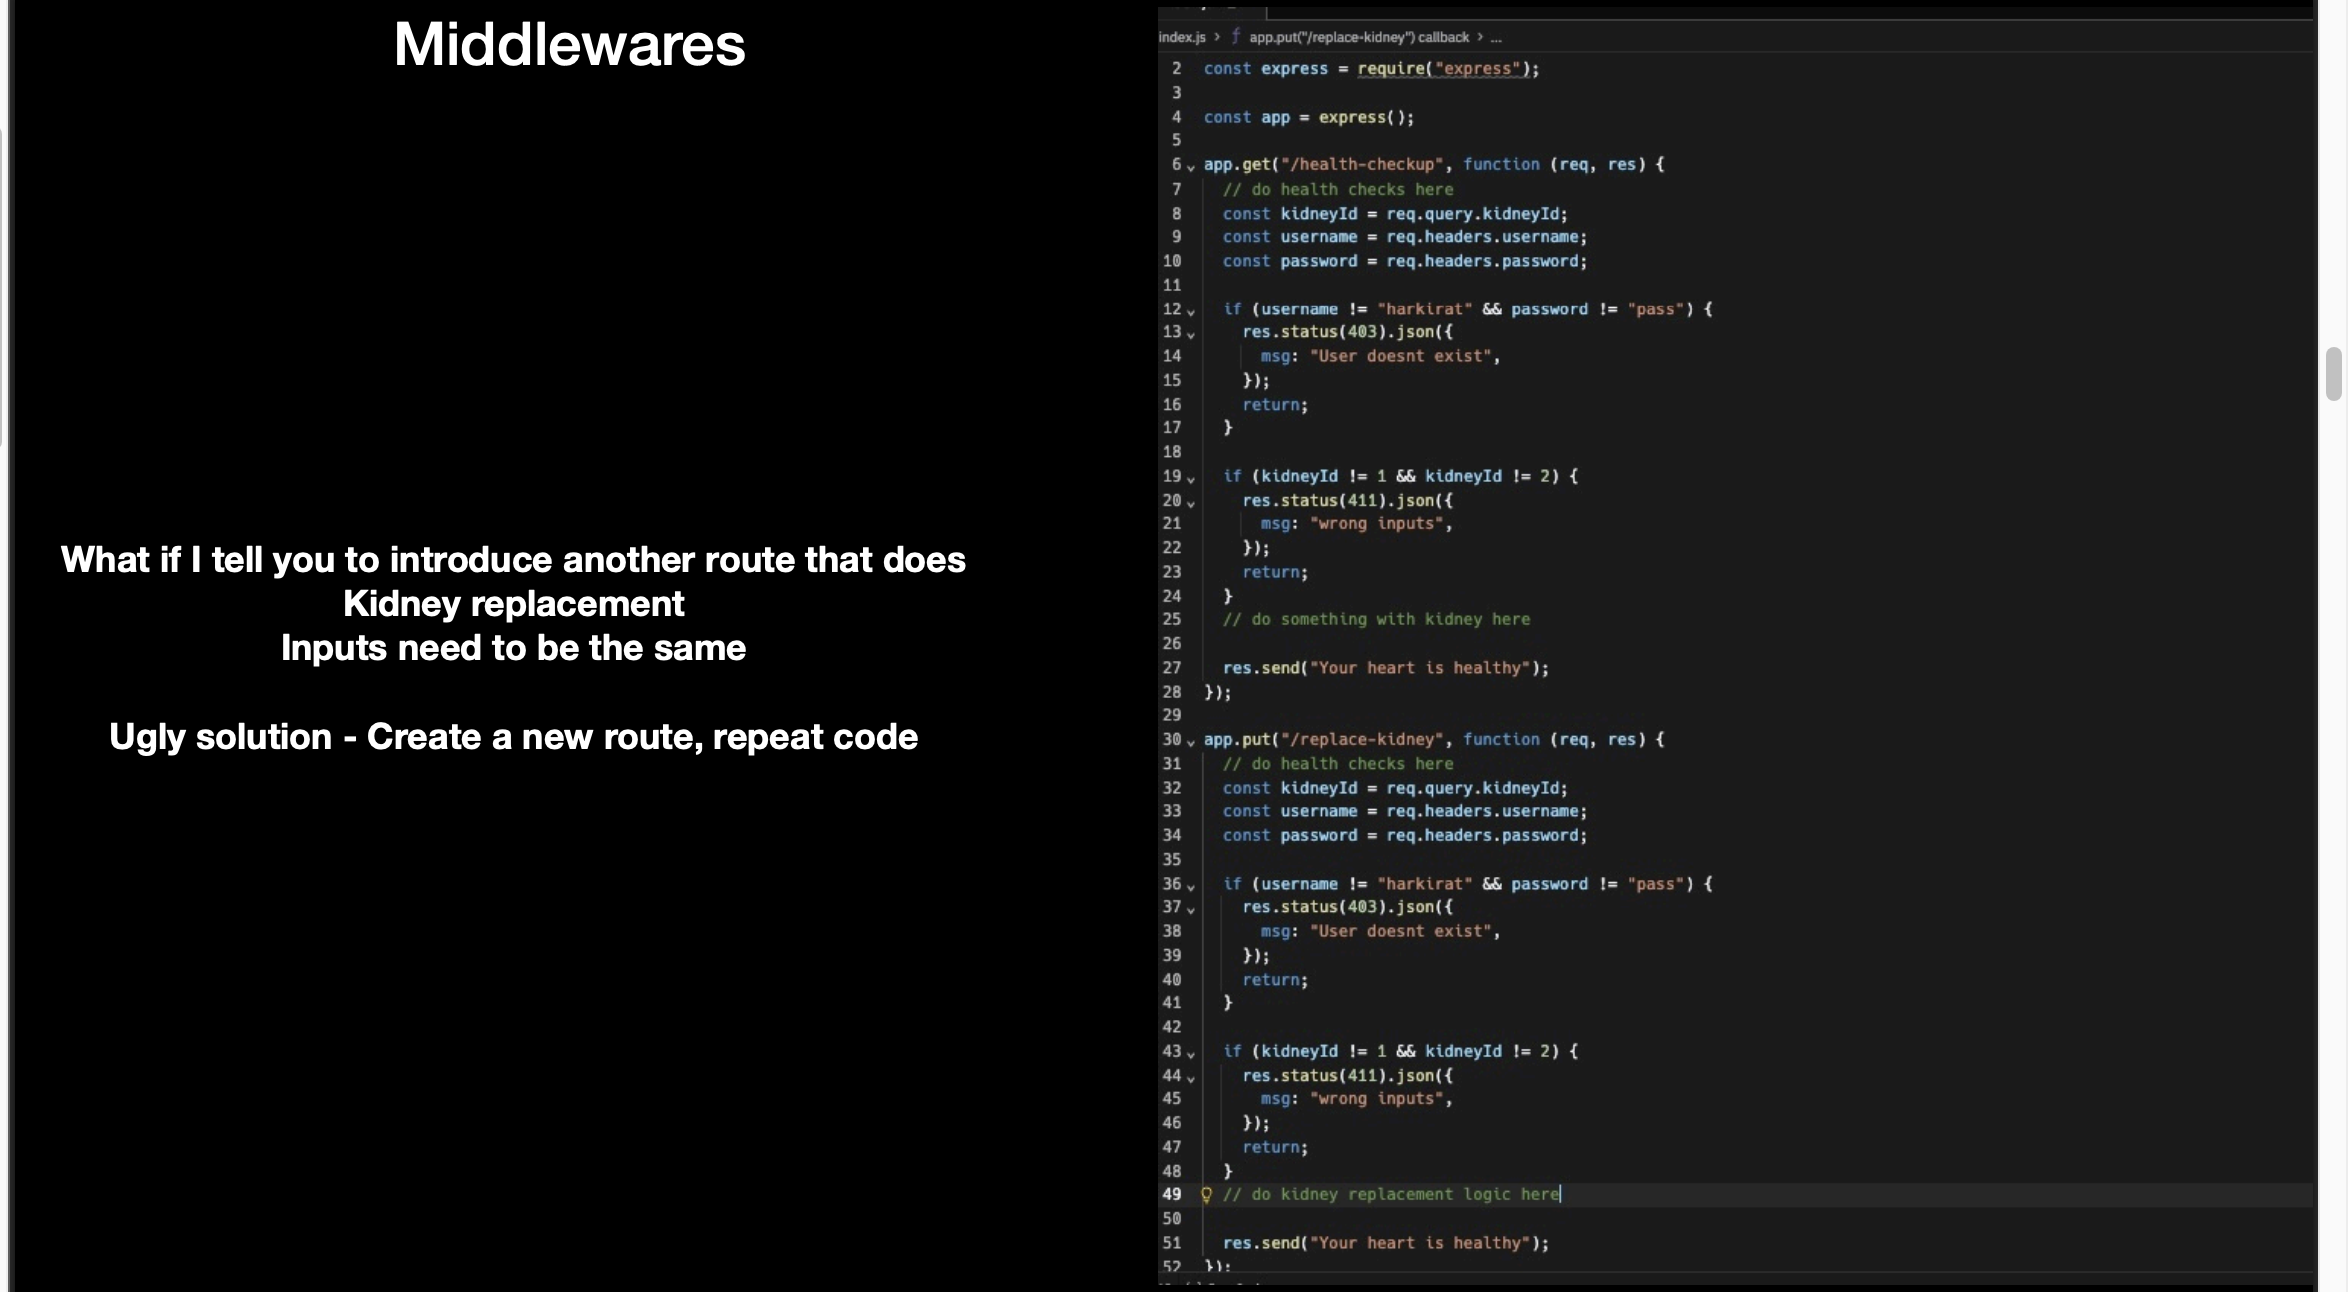 Middlewares
What if I tell you to introduce another route that does
Kidney replacement
Inputs need to be the same
Ugly solution - Create a new route, repeat code
index.js > app.put("/replace-kidney") callback > ...
2 const express = require("express");
3
4 const app = express();
5
6 app.get("/health-checkup", function (req, res) {
7 // do health checks here
8 const kidneyId = req.query.kidneyId;
9 const username = req.headers.username;
10 const password = req.headers.password;
11
12 if (username != "harkirat" && password != "pass") {
13 res.status(403).json({
14 msg: "User doesnt exist",
15 });
16 return;
17 }
18
19 if (kidneyId != 1 && kidneyId != 2) {
20 res.status(411).json({
21 msg: "wrong inputs",
22 });
23 return;
24 }
25 // do something with kidney here
26
27 res.send("Your heart is healthy");
28 });
29
30 app.put("/replace-kidney", function (req, res) {
31 // do health checks here
32 const kidneyId = req.query.kidneyId;
33 const username = req.headers.username;
34 const password = req.headers.password;
35
36 if (username != "harkirat" && password != "pass") {
37 res.status(403).json({
38 msg: "User doesnt exist",
39 });
40 return;
41 }
42
43 if (kidneyId != 1 && kidneyId != 2) {
44 res.status(411).json({
45 msg: "wrong inputs",
46 });
47 return;
48 }
49 // do kidney replacement logic here
50
51 res.send("Your heart is healthy");
52 });